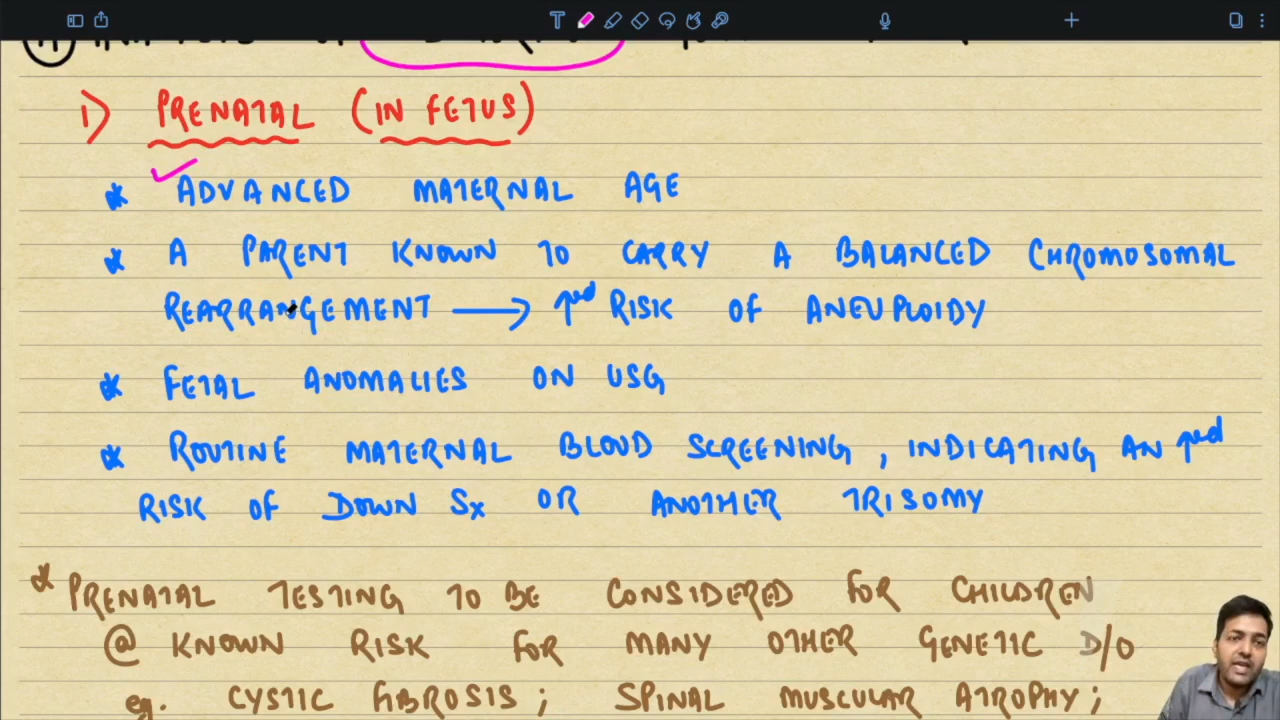 1) PRENATAL (IN FETUS)
* ADVANCED MATERNAL AGE
* A PARENT KNOWN TO CARRY A BALANCED CHROMOSOMAL
REARRANGEMENT → ↑ed RISK OF ANEUPLOIDY
* FETAL ANOMALIES ON USG
* ROUTINE MATERNAL BLOOD SCREENING, INDICATING AN ↑ed
RISK OF DOWN Sx OR ANOTHER TRISOMY
* PRENATAL TESTING TO BE CONSIDERED FOR CHILDREN
@ KNOWN RISK FOR MANY OTHER GENETIC D/O
eg. CYSTIC FIBROSIS; SPINAL MUSCULAR ATROPHY;